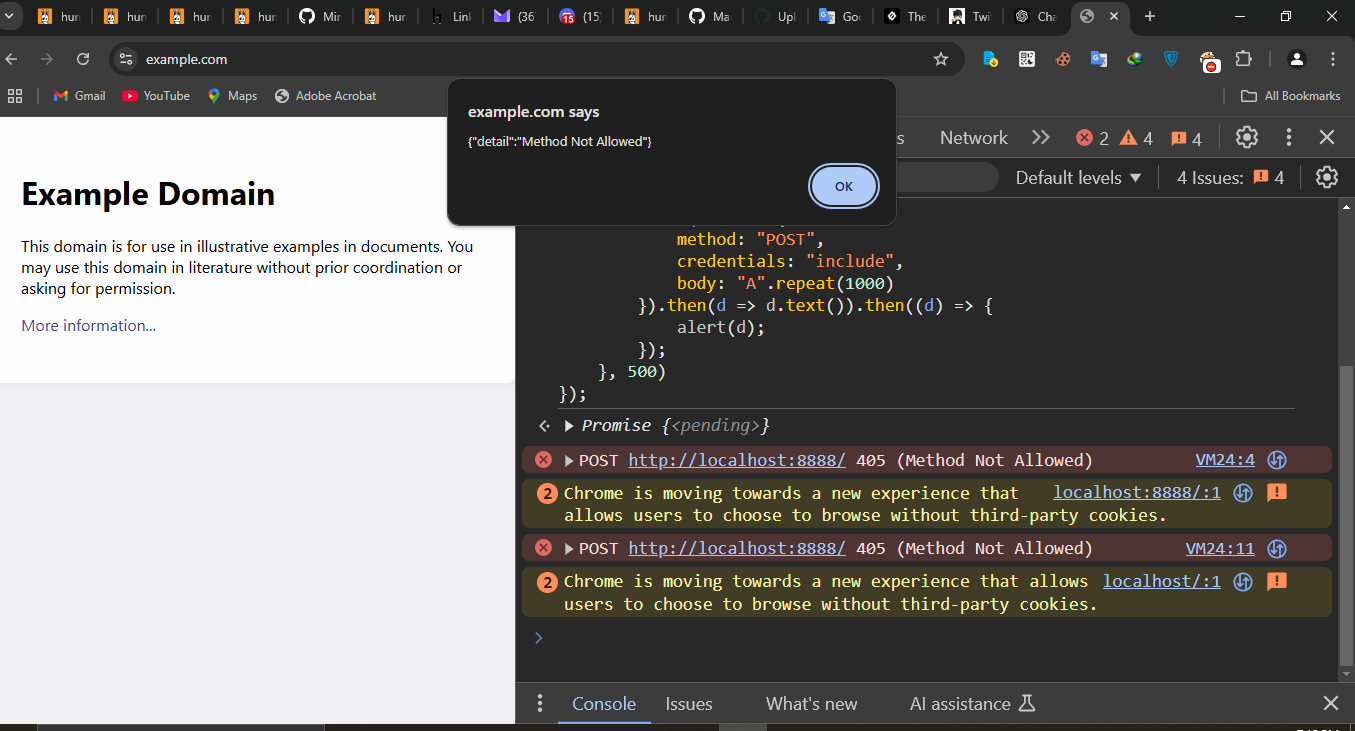 hun
hun
hun
hun
Mir
hun
Link
(36
15
(15)
hun
Ma
Upl
Goo
The
Twi
Cha
example.com
Gmail
YouTube
Maps
Adobe Acrobat
All Bookmarks
example.com says
{"detail":"Method Not Allowed"}
OK
Network
2
4
4
Default levels ▼
4 Issues:
4
Example Domain
This domain is for use in illustrative examples in documents. You
may use this domain in literature without prior coordination or
asking for permission.
More information...
method: "POST",
credentials: "include",
body: "A".repeat(1000)
}).then(d => d.text()).then((d) => {
alert(d);
});
}, 500)
});
Promise {<pending>}
POST http://localhost:8888/ 405 (Method Not Allowed) VM24:4
2 Chrome is moving towards a new experience that localhost:8888/:1
allows users to choose to browse without third-party cookies.
POST http://localhost:8888/ 405 (Method Not Allowed) VM24:11
2 Chrome is moving towards a new experience that allows localhost/:1
users to choose to browse without third-party cookies.
Console
Issues
What's new
AI assistance